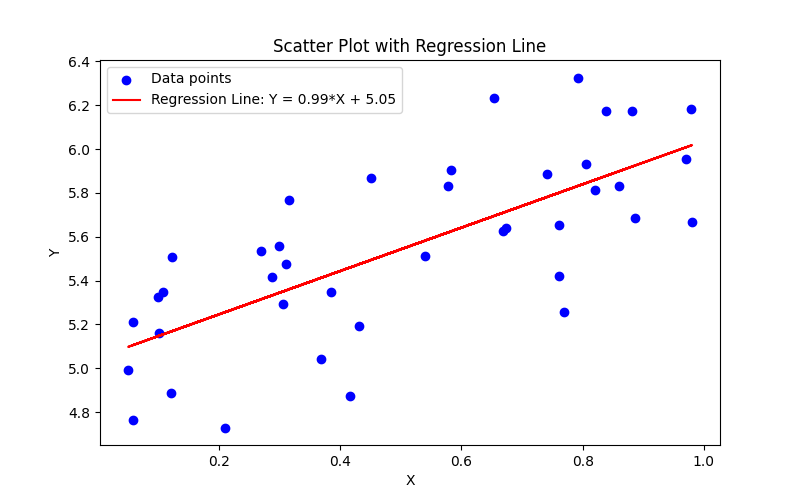 Scatter Plot with Regression Line
Data points
Regression Line: Y = 0.99*X + 5.05
6.4
6.2
6.0
5.8
5.6
5.4
5.2
5.0
4.8
Y
0.2 0.4 0.6 0.8 1.0
X